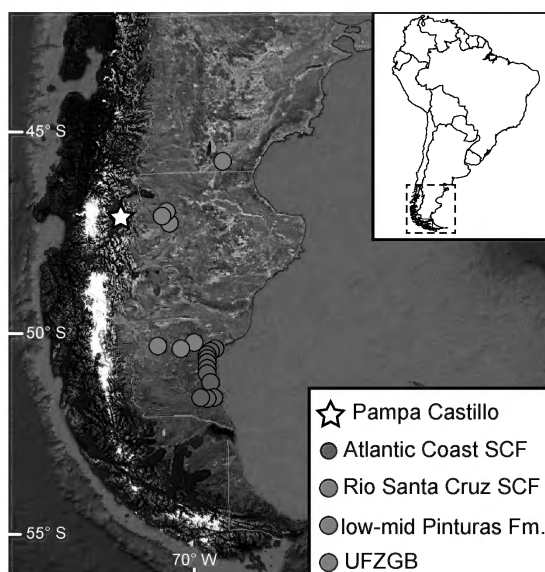 45° S
50° S
55° S
70° W
Pampa Castillo
Atlantic Coast SCF
Rio Santa Cruz SCF
low-mid Pinturas Fm.
UFZGB